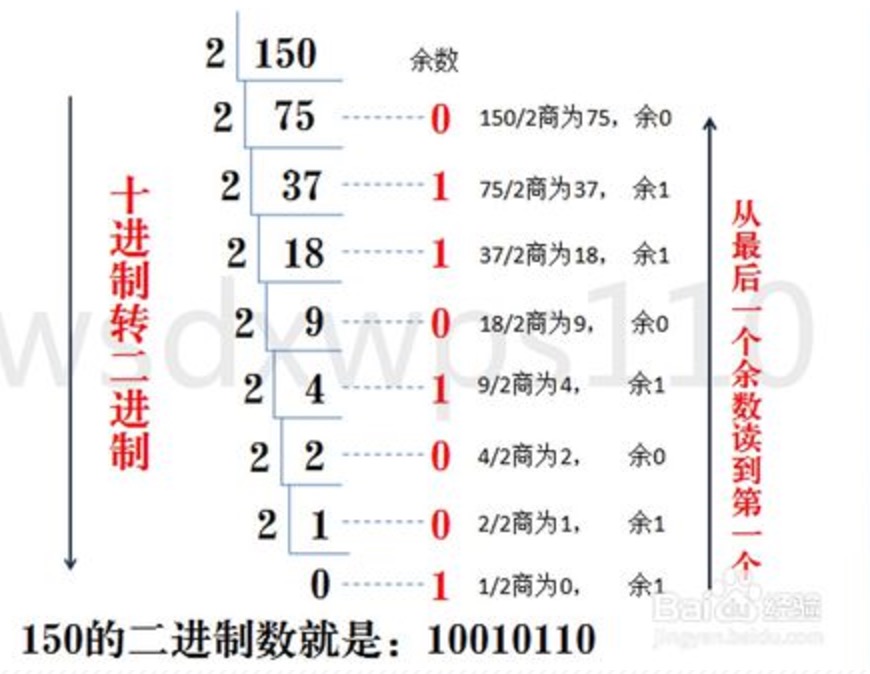 2 150 余数
2 75 0 150/2商为75， 余0
2 37 1 75/2商为37， 余1
2 18 1 37/2商为18， 余1
2 9 0 18/2商为9， 余0
2 4 1 9/2商为4， 余1
2 2 0 4/2商为2， 余0
2 1 0 2/2商为1， 余1
0 1 1/2商为0， 余1
十进制转二进制
从最后一个余数读到第一个
150的二进制数就是：10010110
wsdxwps110
Baidu经验
jingyan.baidu.com